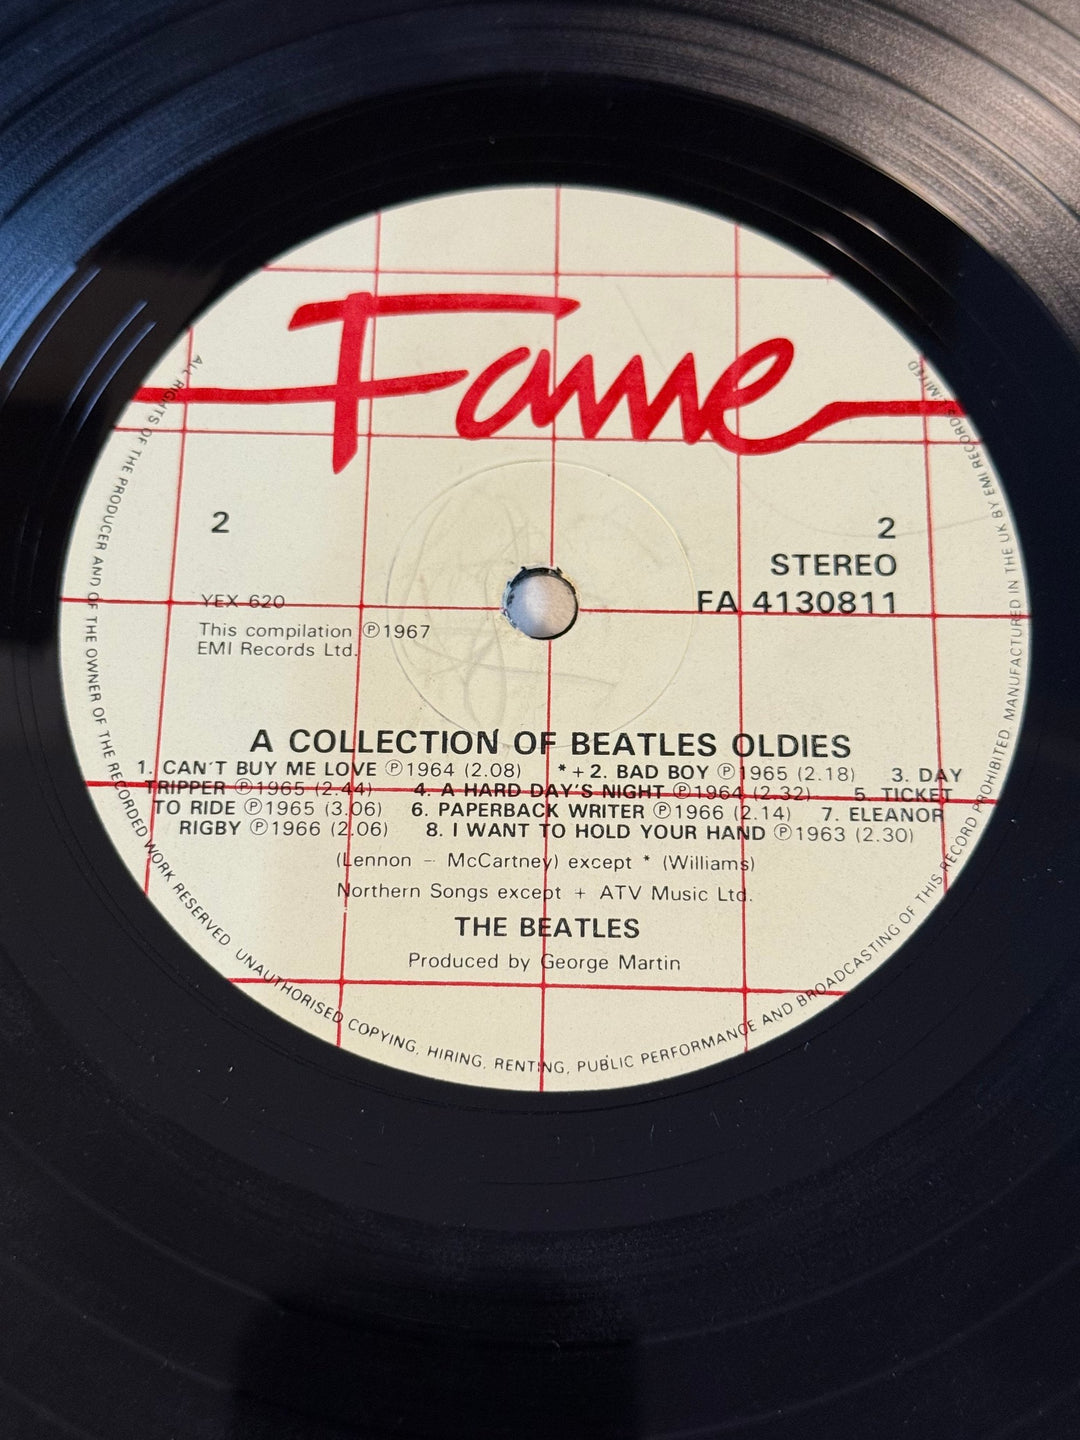 Fame
2
2
STEREO
YEX 620
FA 4130811
This compilation ℗1967
EMI Records Ltd.
A COLLECTION OF BEATLES OLDIES
1. CAN'T BUY ME LOVE ℗1964 (2.08) *+2. BAD BOY ℗1965 (2.18) 3. DAY
TRIPPER ℗1965 (2.44) 4. A HARD DAY'S NIGHT ℗1964 (2.32) 5. TICKET
TO RIDE ℗1965 (3.06) 6. PAPERBACK WRITER ℗1966 (2.14) 7. ELEANOR
RIGBY ℗1966 (2.06) 8. I WANT TO HOLD YOUR HAND ℗1963 (2.30)
(Lennon - McCartney) except * (Williams)
Northern Songs except + ATV Music Ltd.
THE BEATLES
Produced by George Martin
ALL RIGHTS OF THE PRODUCER AND OF THE OWNER OF THE RECORDED WORK RESERVED. UNAUTHORISED COPYING, HIRING, RENTING, PUBLIC PERFORMANCE AND BROADCASTING OF THIS RECORD PROHIBITED. MANUFACTURED IN THE UK BY EMI RECORDS LIMITED